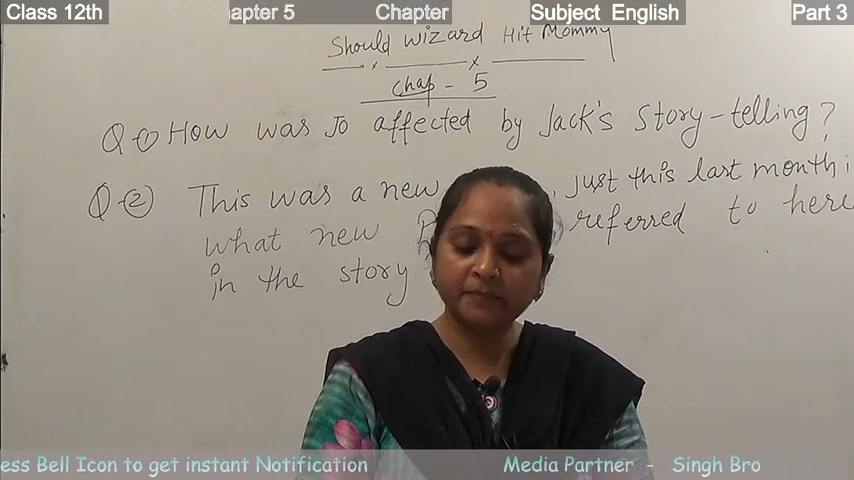 Class 12th apter 5 Chapter Subject English Part 3
Should wizard Hit Mommy
Chap - 5
Q ① How was Jo affected by Jack's Story-telling?
Q ② This was a new , just this last month
what new referred to here
in the story
ess Bell Icon to get instant Notification Media Partner - Singh Bro